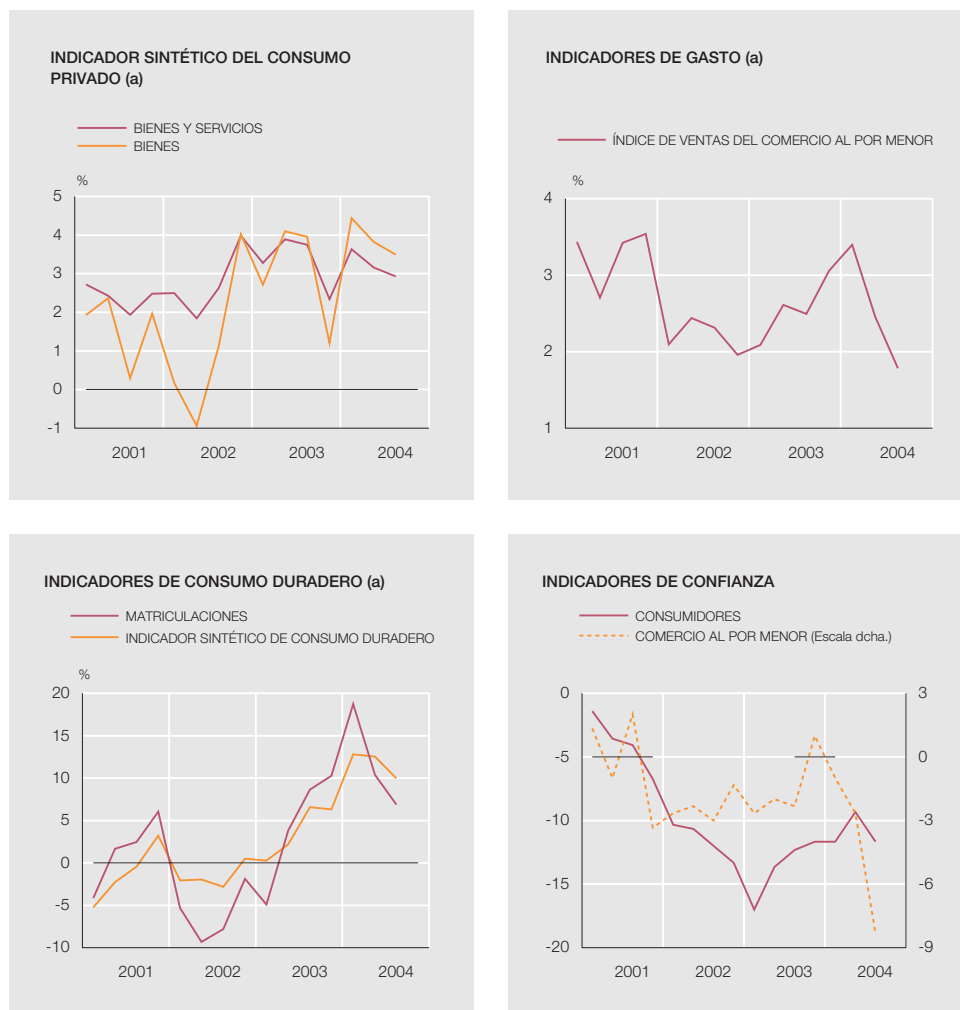 INDICADOR SINTÉTICO DEL CONSUMO
PRIVADO (a)
BIENES Y SERVICIOS
BIENES
%
5
4
3
2
1
0
-1
2001 2002 2003 2004
INDICADORES DE GASTO (a)
ÍNDICE DE VENTAS DEL COMERCIO AL POR MENOR
%
4
3
2
1
2001 2002 2003 2004
INDICADORES DE CONSUMO DURADERO (a)
MATRICULACIONES
INDICADOR SINTÉTICO DE CONSUMO DURADERO
%
20
15
10
5
0
-5
-10
2001 2002 2003 2004
INDICADORES DE CONFIANZA
CONSUMIDORES
COMERCIO AL POR MENOR (Escala dcha.)
0 3
-5 0
-10 -3
-15 -6
-20 -9
2001 2002 2003 2004